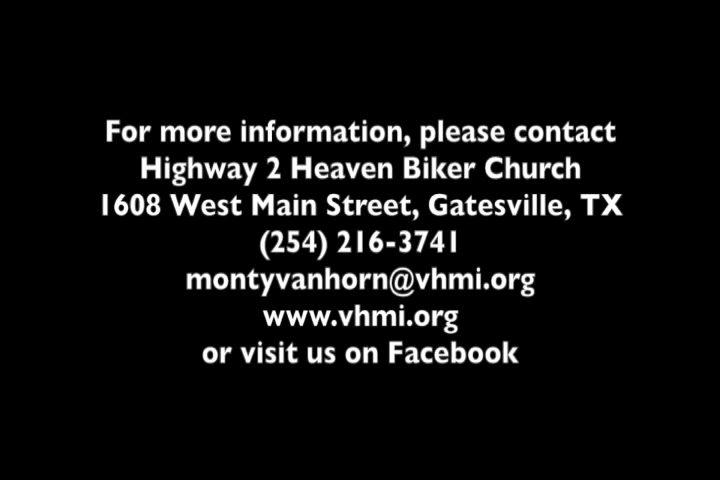 For more information, please contact
Highway 2 Heaven Biker Church
1608 West Main Street, Gatesville, TX
(254) 216-3741
montyvanhorn@vhmi.org
www.vhmi.org
or visit us on Facebook